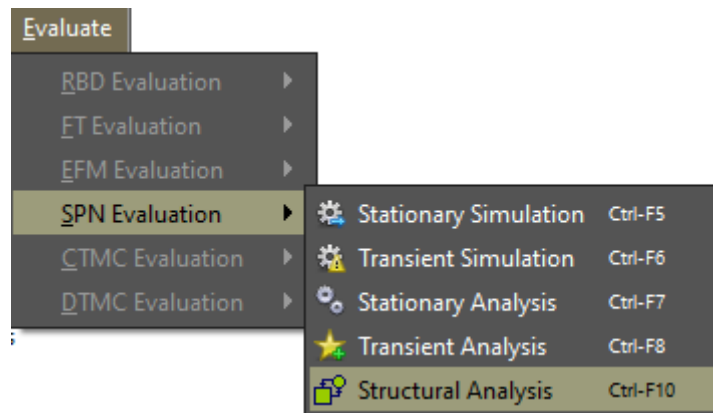 Evaluate
RBD Evaluation
FT Evaluation
EFM Evaluation
SPN Evaluation
CTMC Evaluation
DTMC Evaluation
Stationary Simulation Ctrl-F5
Transient Simulation Ctrl-F6
Stationary Analysis Ctrl-F7
Transient Analysis Ctrl-F8
Structural Analysis Ctrl-F10